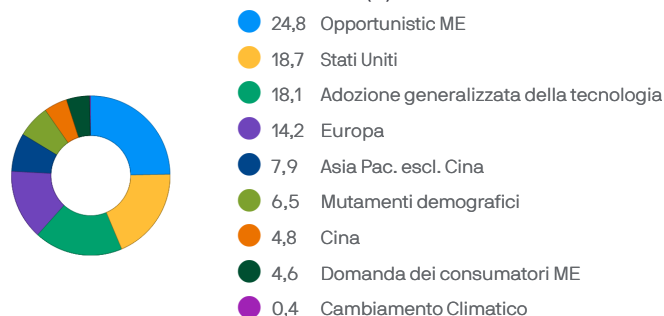 24,8 Opportunistic ME
18,7 Stati Uniti
18,1 Adozione generalizzata della tecnologia
14,2 Europa
7,9 Asia Pac. escl. Cina
6,5 Mutamenti demografici
4,8 Cina
4,6 Domanda dei consumatori ME
0,4 Cambiamento Climatico